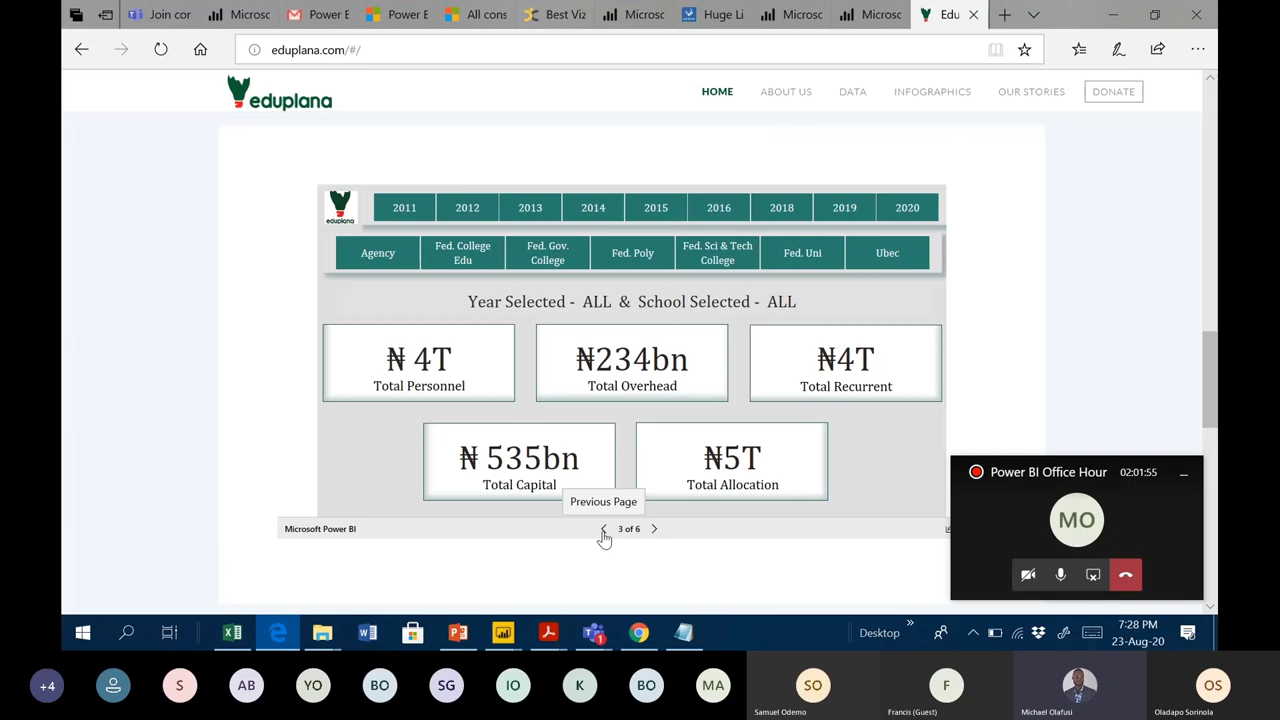 Join cor
Microsc
Power E
Power E
All cons
Best Viz
Microsc
Huge Li
Microsc
Microsc
Edu
eduplana.com/#/
eduplana
HOME
ABOUT US
DATA
INFOGRAPHICS
OUR STORIES
DONATE
eduplana
2011
2012
2013
2014
2015
2016
2018
2019
2020
Agency
Fed. College
Edu
Fed. Gov.
College
Fed. Poly
Fed. Sci & Tech
College
Fed. Uni
Ubec
Year Selected - ALL & School Selected - ALL
₦ 4T
Total Personnel
₦234bn
Total Overhead
₦4T
Total Recurrent
₦ 535bn
Total Capital
₦5T
Total Allocation
Previous Page
Microsoft Power BI
3 of 6
Power BI Office Hour
02:01:55
MO
Desktop
7:28 PM
23-Aug-20
+4
S
AB
YO
BO
SG
IO
K
BO
MA
SO
Samuel Odemo
F
Francis (Guest)
Michael Olafusi
OS
Oladapo Sorinola